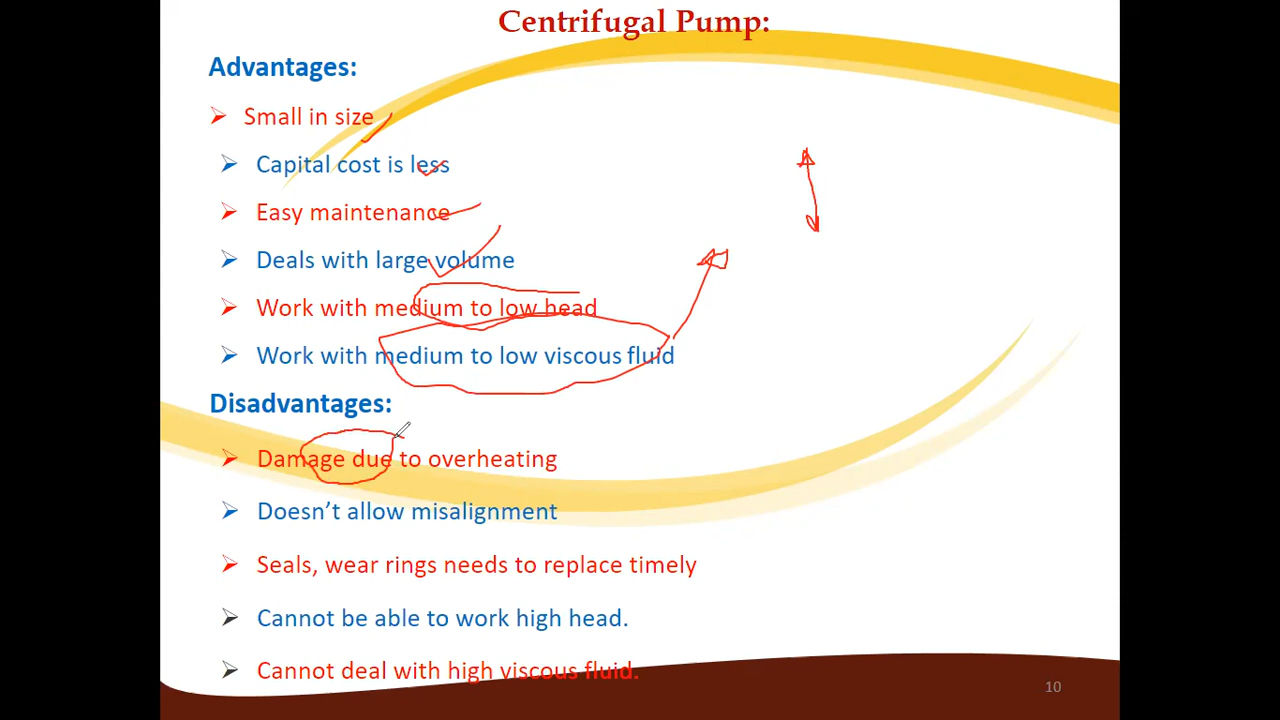 Centrifugal Pump:
Advantages:
Small in size
Capital cost is less
Easy maintenance
Deals with large volume
Work with medium to low head
Work with medium to low viscous fluid
Disadvantages:
Damage due to overheating
Doesn’t allow misalignment
Seals, wear rings needs to replace timely
Cannot be able to work high head.
Cannot deal with high viscous fluid.
10